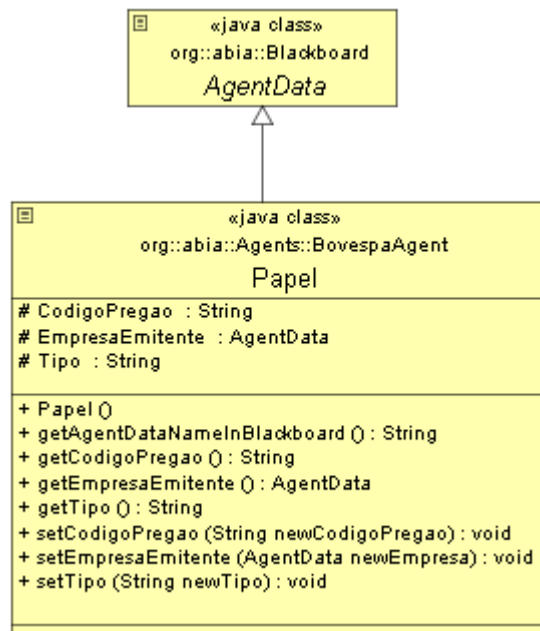 «java class»
org::abia::Blackboard
AgentData
«java class»
org::abia::Agents::BovespaAgent
Papel
# CodigoPregao : String
# EmpresaEmitente : AgentData
# Tipo : String
+ Papel ()
+ getAgentDataNameInBlackboard () : String
+ getCodigoPregao () : String
+ getEmpresaEmitente () : AgentData
+ getTipo () : String
+ setCodigoPregao (String newCodigoPregao) : void
+ setEmpresaEmitente (AgentData newEmpresa) : void
+ setTipo (String newTipo) : void